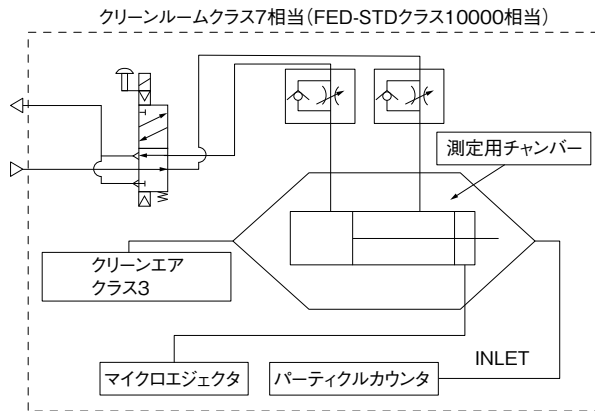 クリーンルームクラス7相当(FED-STDクラス10000相当)
測定用チャンバー
クリーンエア
クラス3
INLET
マイクロエジェクタ
パーティクルカウンタ